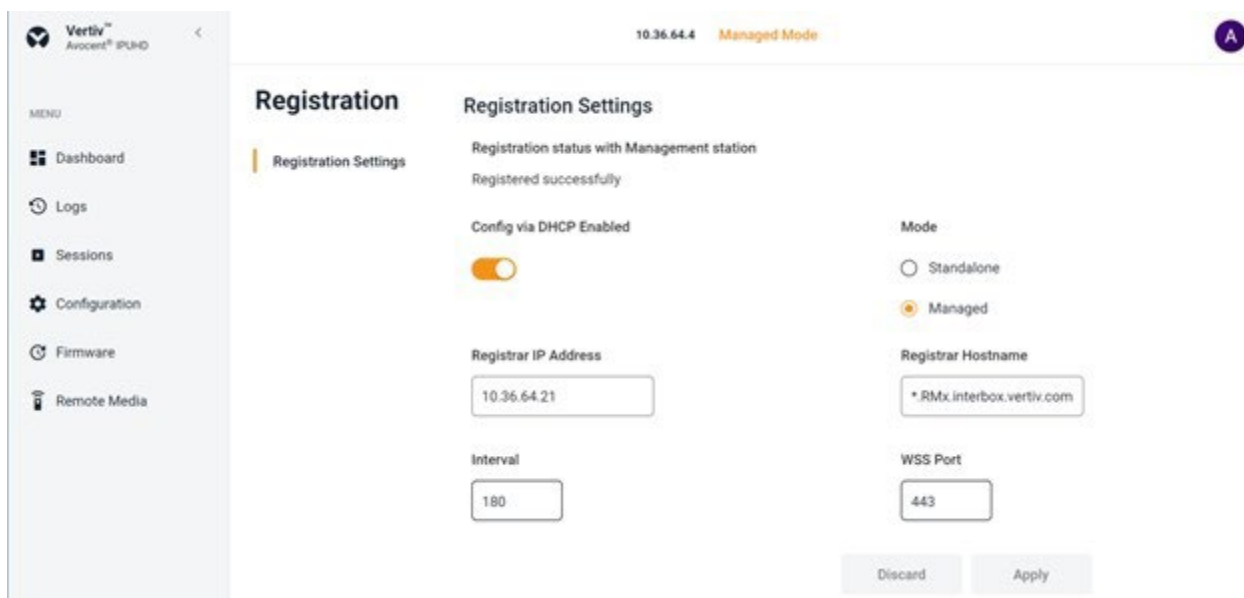 Vertiv™
Avocent® IPUHD
10.36.64.4 Managed Mode
A
MENU
Dashboard
Logs
Sessions
Configuration
Firmware
Remote Media
Registration
Registration Settings
Registration Settings
Registration status with Management station
Registered successfully
Config via DHCP Enabled
Mode
Standalone
Managed
Registrar IP Address
Registrar Hostname
10.36.64.21
*.RMx.interbox.vertiv.com
Interval
WSS Port
180
443
Discard
Apply